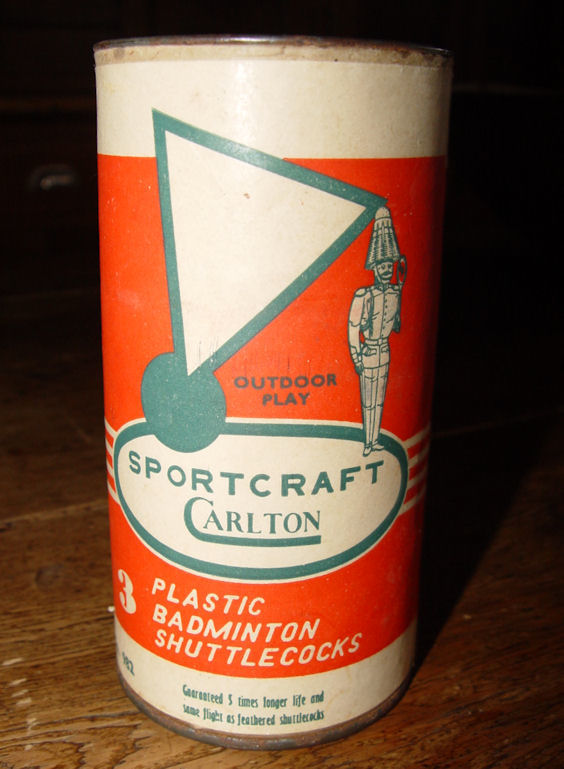 OUTDOOR
PLAY
SPORTCRAFT
CARLTON
3 PLASTIC
BADMINTON
SHUTTLECOCKS
Guaranteed 5 times longer life and
same flight as feathered shuttlecocks